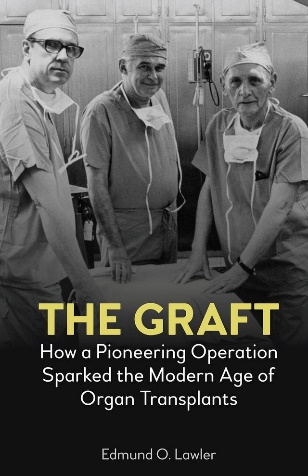 THE GRAFT
How a Pioneering Operation
Sparked the Modern Age of
Organ Transplants
Edmund O. Lawler